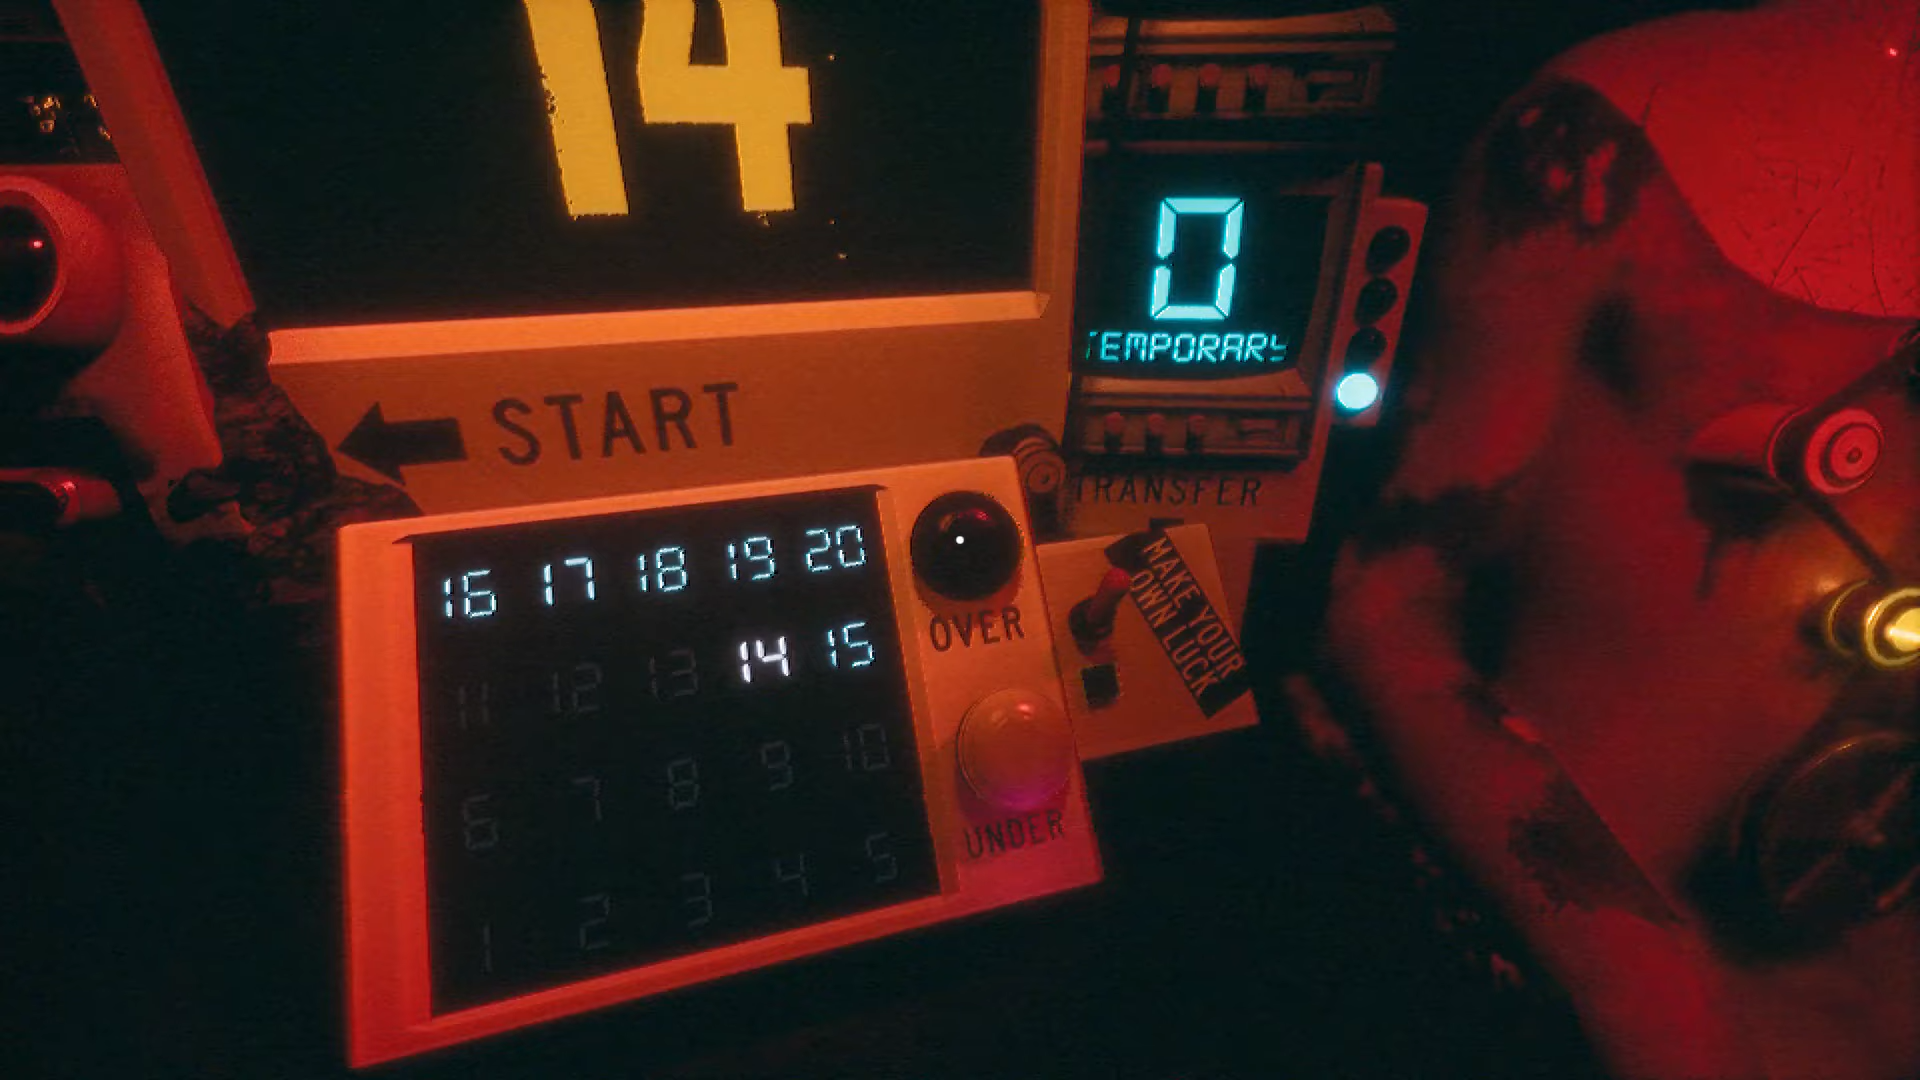 14
0
TEMPORARY
START
TRANSFER
MAKE YOUR
OWN LUCK
16 17 18 19 20
11 12 13 14 15
6 7 8 9 10
1 2 3 4 5
OVER
UNDER